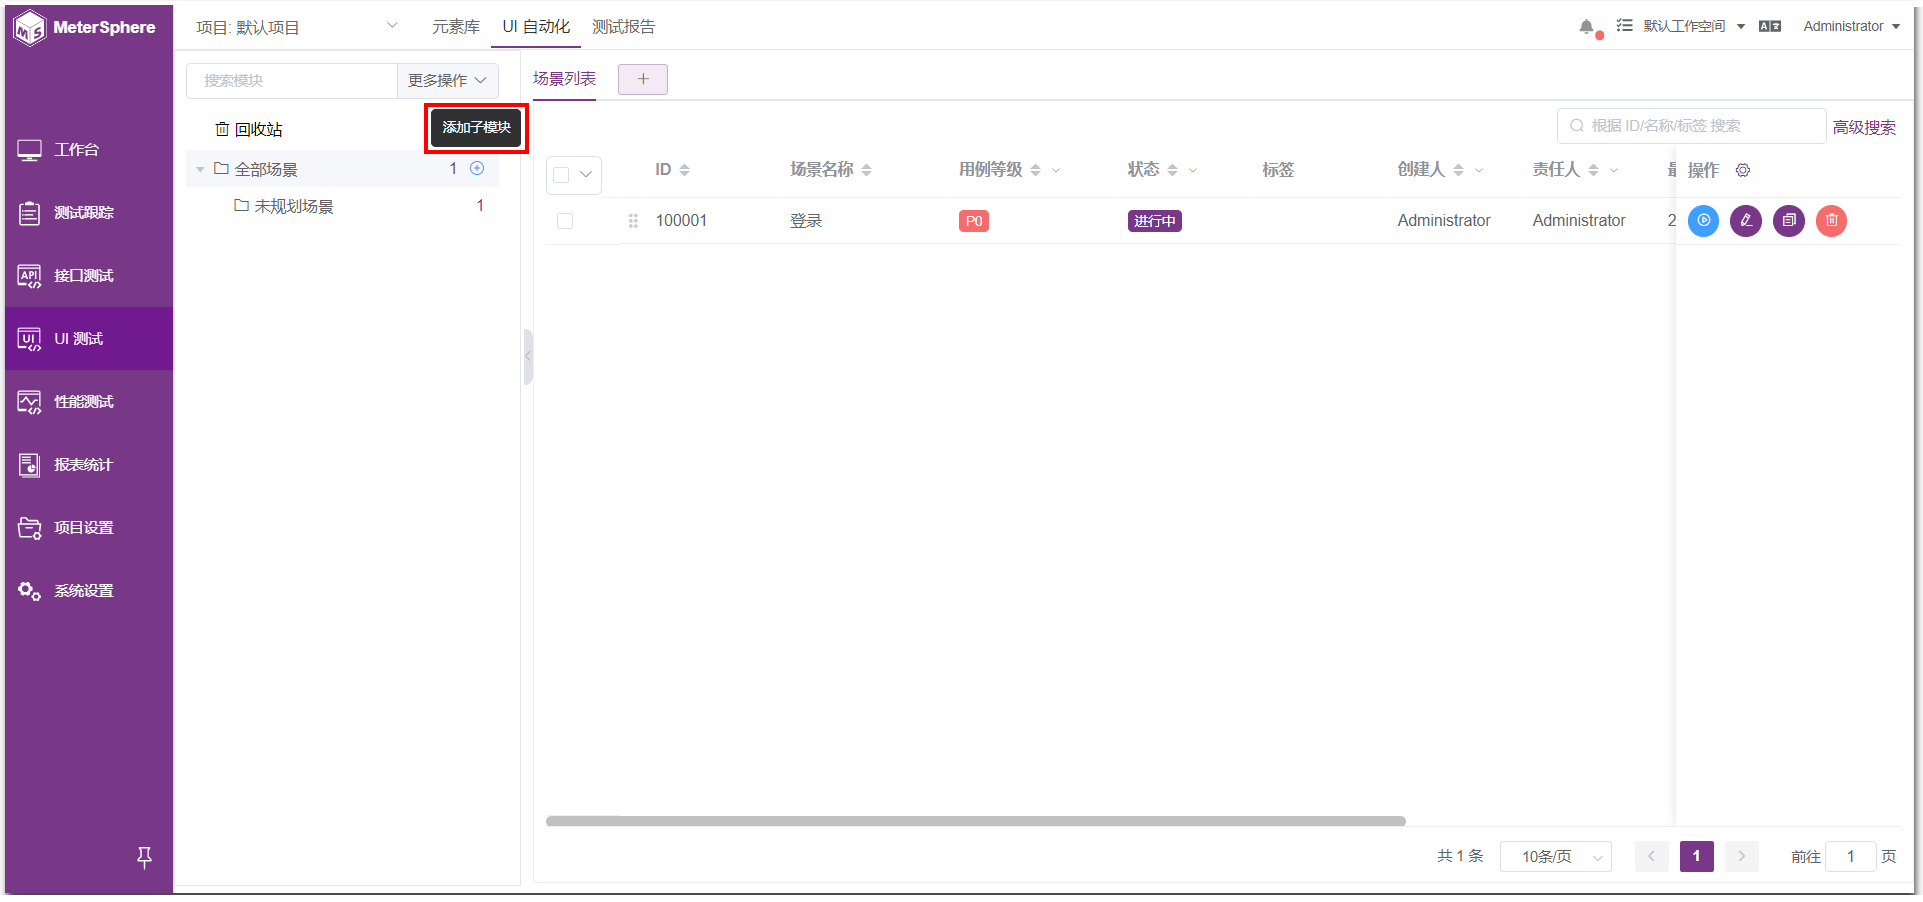 MeterSphere
项目: 默认项目
元素库
UI 自动化
测试报告
默认工作空间
Administrator
工作台
测试跟踪
接口测试
UI 测试
性能测试
报表统计
项目设置
系统设置
搜索模块
更多操作
添加子模块
回收站
全部场景 1
未规划场景 1
场景列表
+
根据 ID/名称/标签 搜索
高级搜索
ID 场景名称 用例等级 状态 标签 创建人 责任人 操作
100001 登录 P0 进行中 Administrator Administrator 2
共 1 条 10条/页 1 前往 1 页